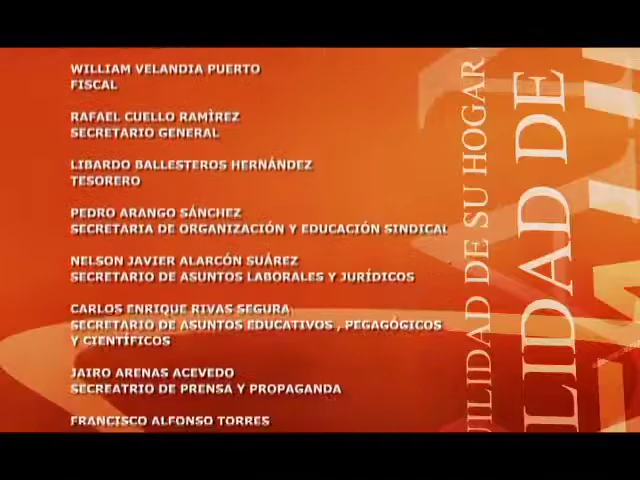 WILLIAM VELANDIA PUERTO
FISCAL
RAFAEL CUELLO RAMÌREZ
SECRETARIO GENERAL
LIBARDO BALLESTEROS HERNÁNDEZ
TESORERO
PEDRO ARANGO SÁNCHEZ
SECRETARIA DE ORGANIZACIÓN Y EDUCACIÓN SINDICAL
NELSON JAVIER ALARCÓN SUÁREZ
SECRETARIO DE ASUNTOS LABORALES Y JURÍDICOS
CARLOS ENRIQUE RIVAS SEGURA
SECRETARIO DE ASUNTOS EDUCATIVOS , PEGAGÓGICOS
Y CIENTÍFICOS
JAIRO ARENAS ACEVEDO
SECREATRIO DE PRENSA Y PROPAGANDA
FRANCISCO ALFONSO TORRES
UILIDAD DE SU HOGAR
LIDAD DE